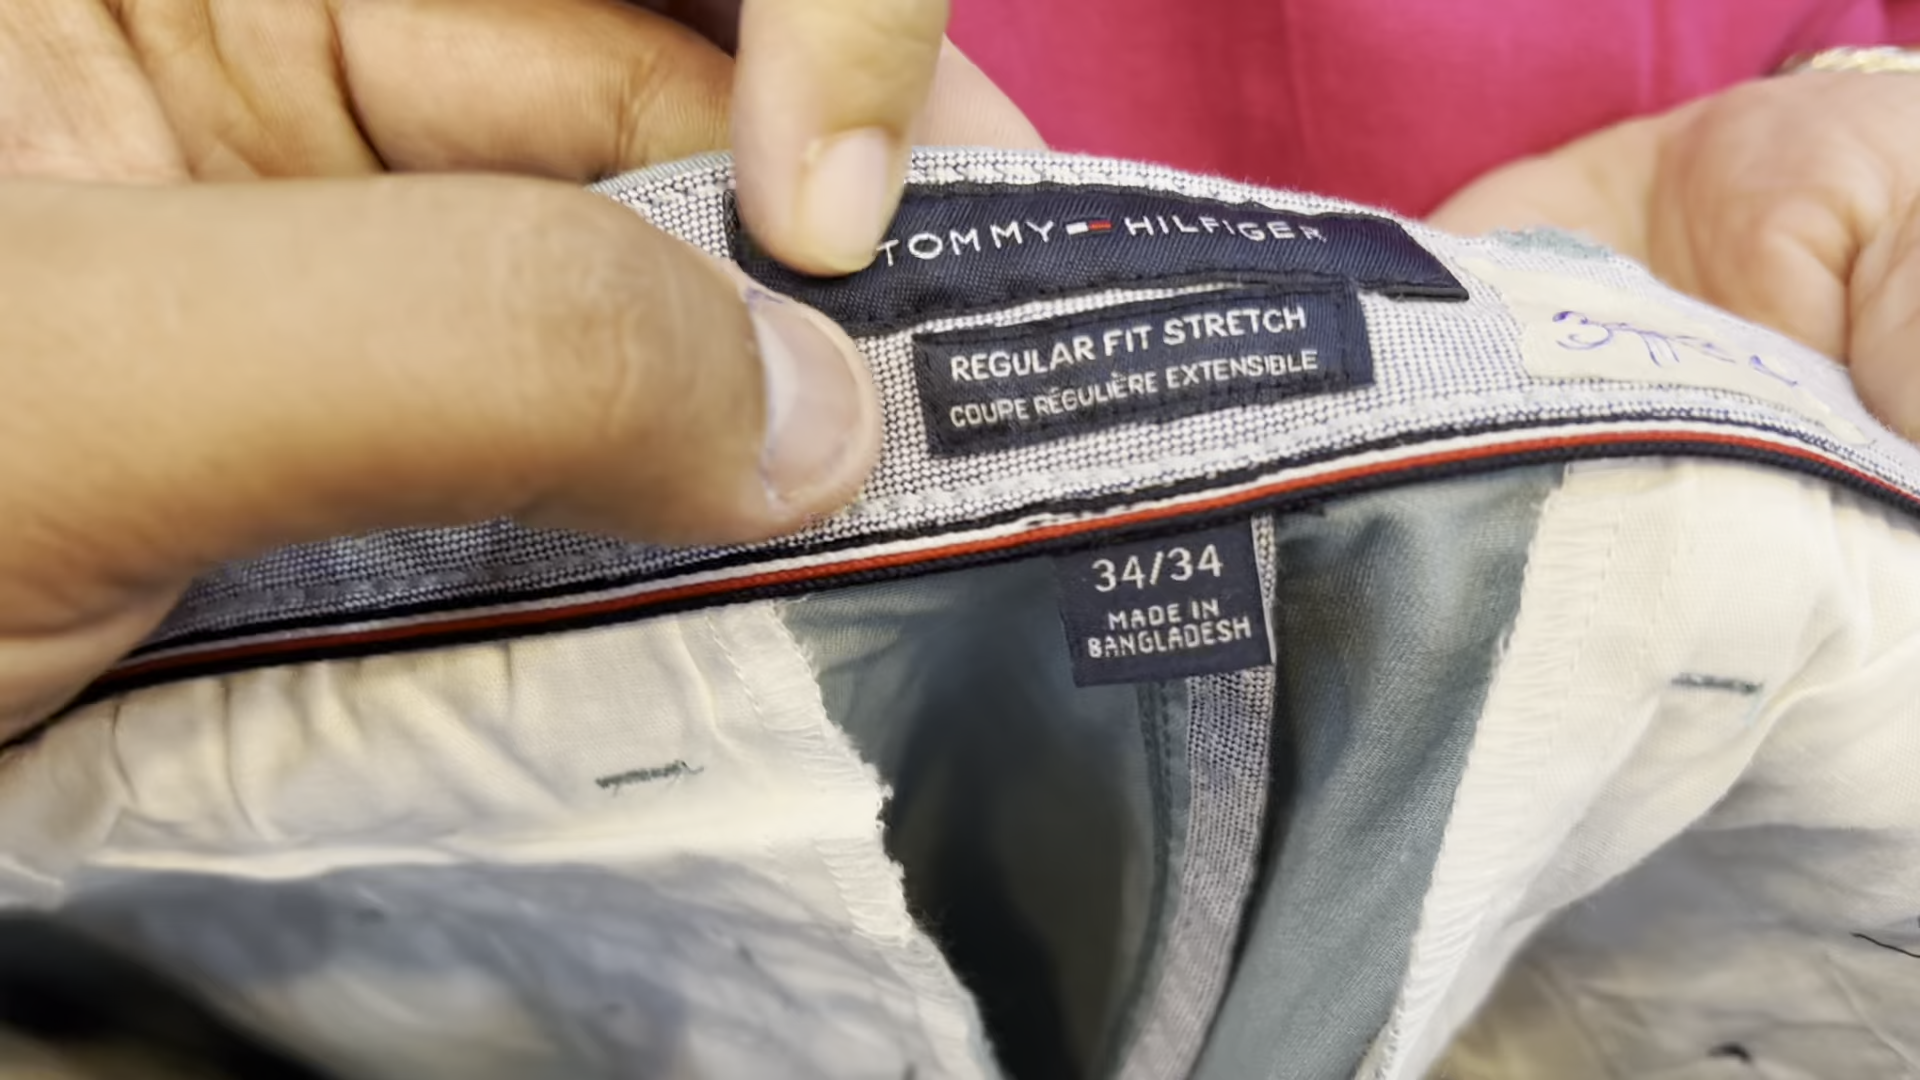 TOMMY HILFIGER
REGULAR FIT STRETCH
COUPE RÉGULIÈRE EXTENSIBLE
34/34
MADE IN
BANGLADESH